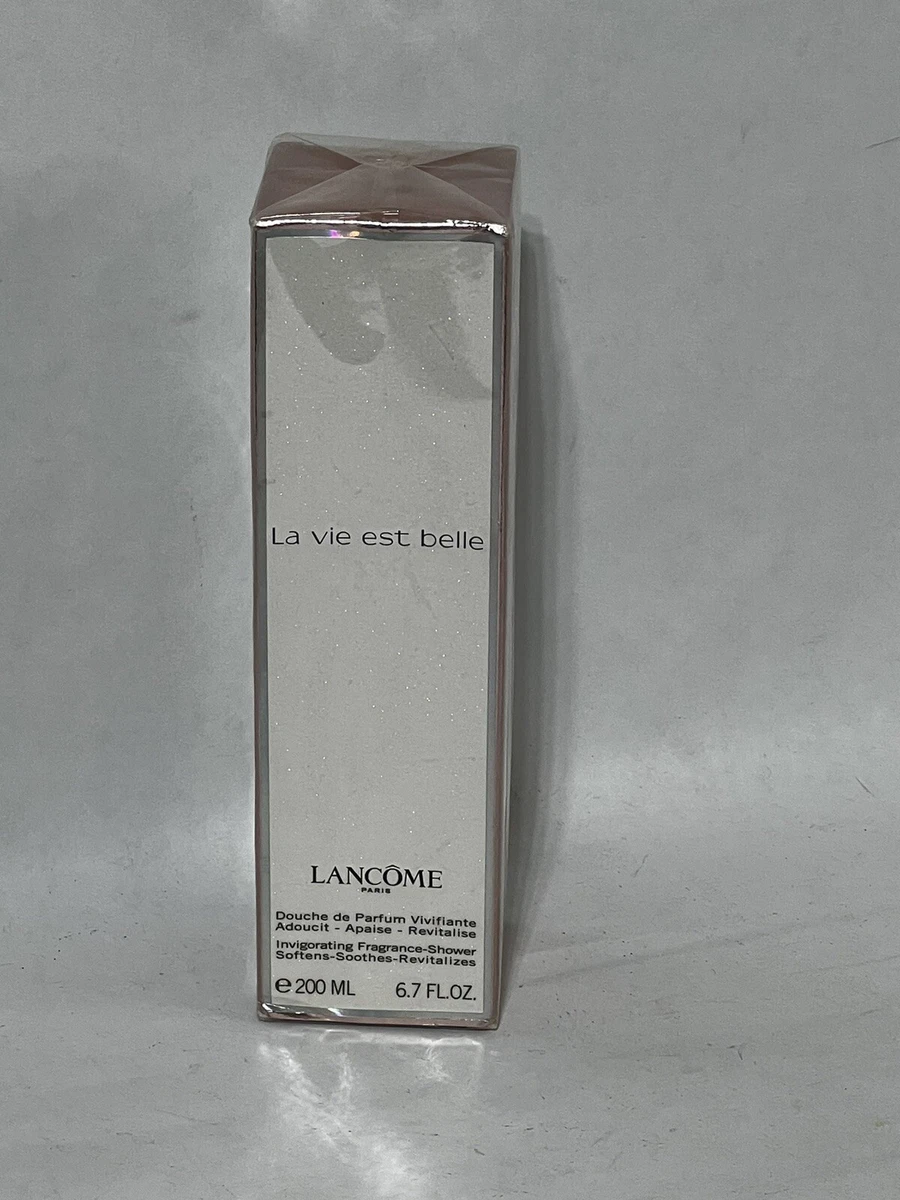 La vie est belle
LANCÔME
PARIS
Douche de Parfum Vivifiante
Adoucit - Apaise - Revitalise
Invigorating Fragrance-Shower
Softens-Soothes-Revitalizes
℮ 200 ML 6.7 FL.OZ.